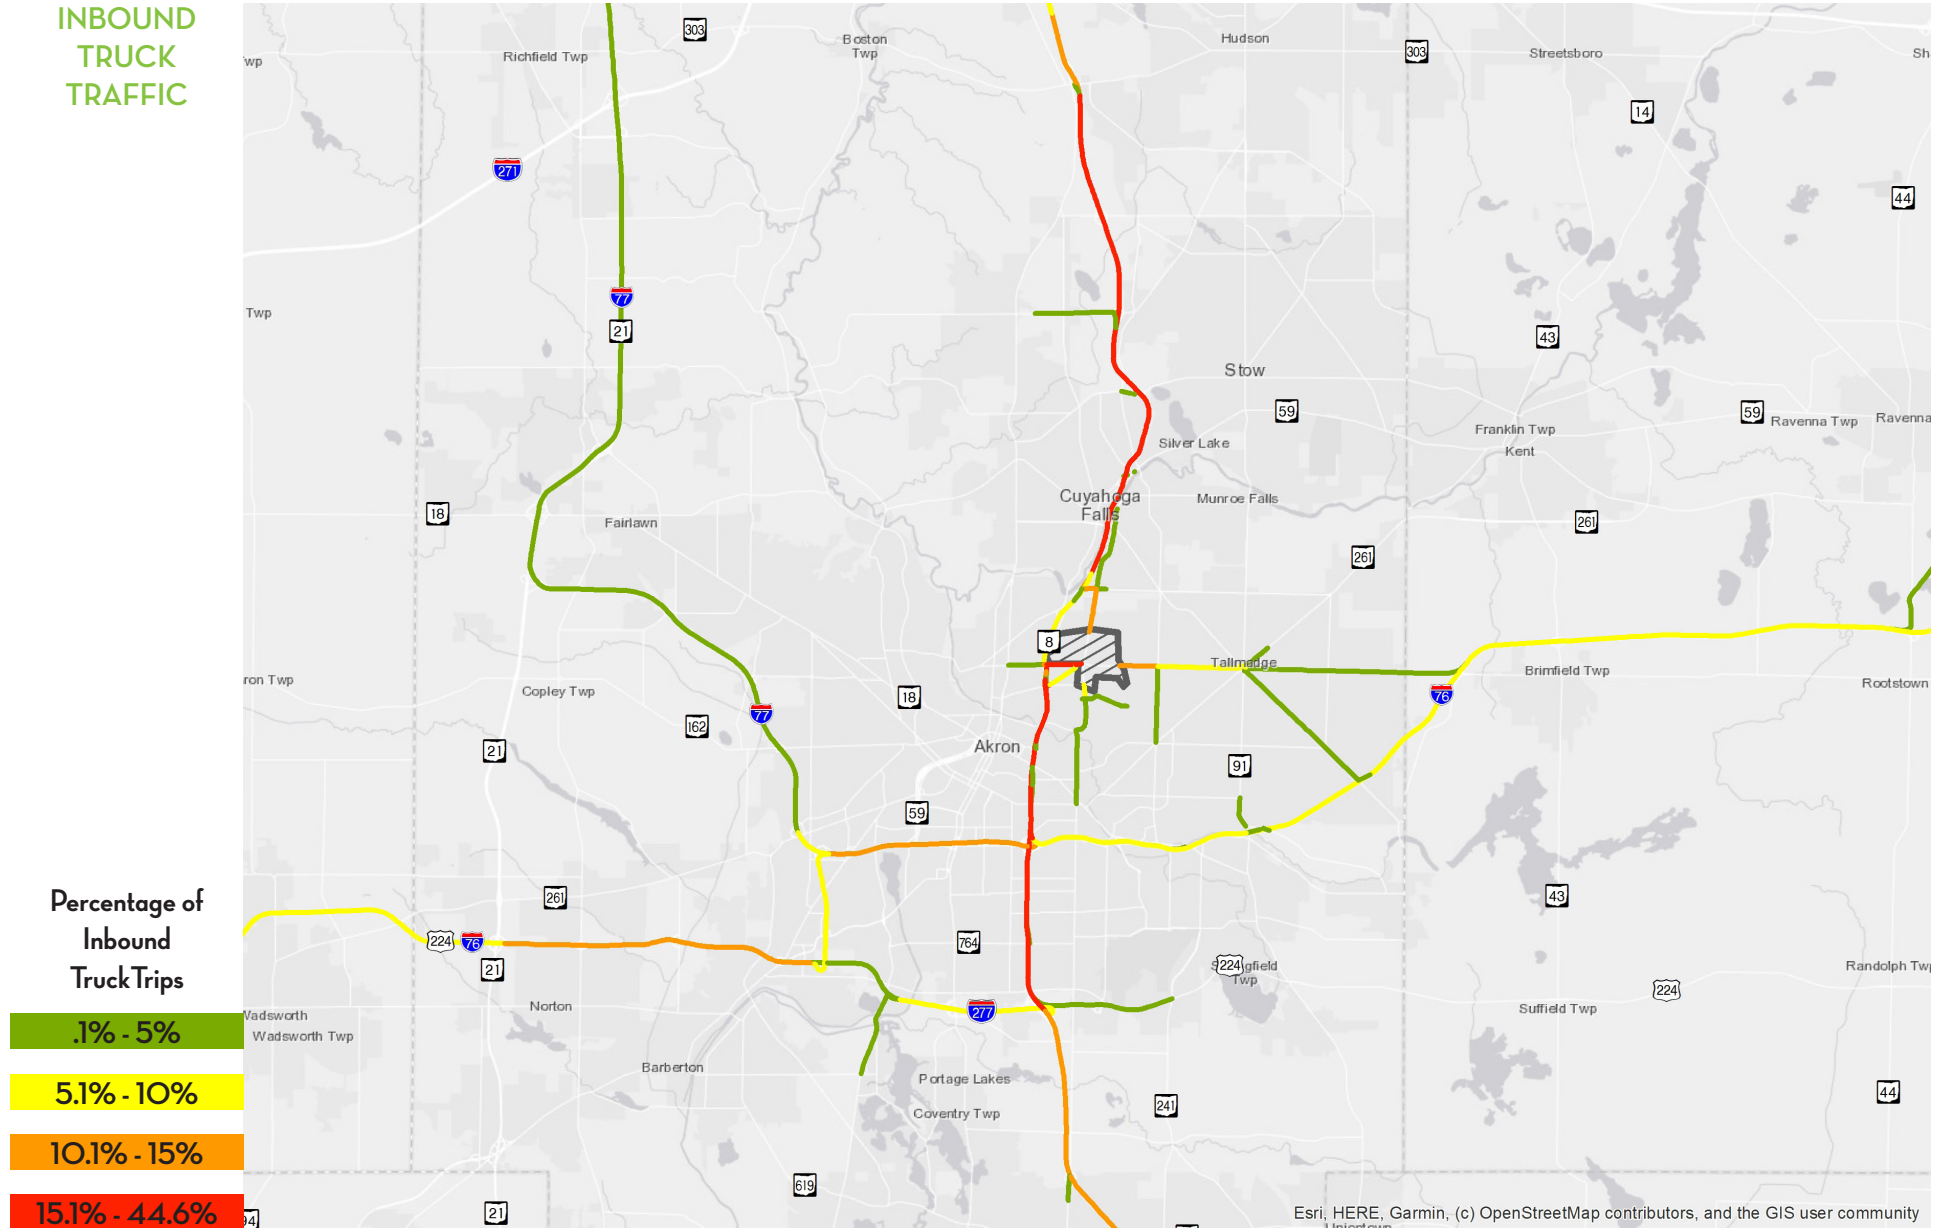 INBOUND
TRUCK
TRAFFIC
303
Boston
Twp
Hudson
303
Streetsboro
Sh
Richfield Twp
wp
14
271
44
77
21
Twp
43
Stow
59
59
Ravenna Twp
Ravenna
Franklin Twp
Kent
Silver Lake
Cuyahoga
Falls
Munroe Falls
18
Fairlawn
261
261
8
Tallmadge
Brimfield Twp
Rootstown
ron Twp
Copley Twp
18
76
77
162
Akron
21
91
59
Percentage of
Inbound
Truck Trips
.1% - 5%
5.1% - 10%
10.1% - 15%
15.1% - 44.6%
261
43
224
76
764
21
224
Twp
Randolph Tw
224
Norton
277
Suffield Twp
Wadsworth
Wadsworth Twp
Barberton
Portage Lakes
Coventry Twp
241
44
619
21
94
Esri, HERE, Garmin, (c) OpenStreetMap contributors, and the GIS user community